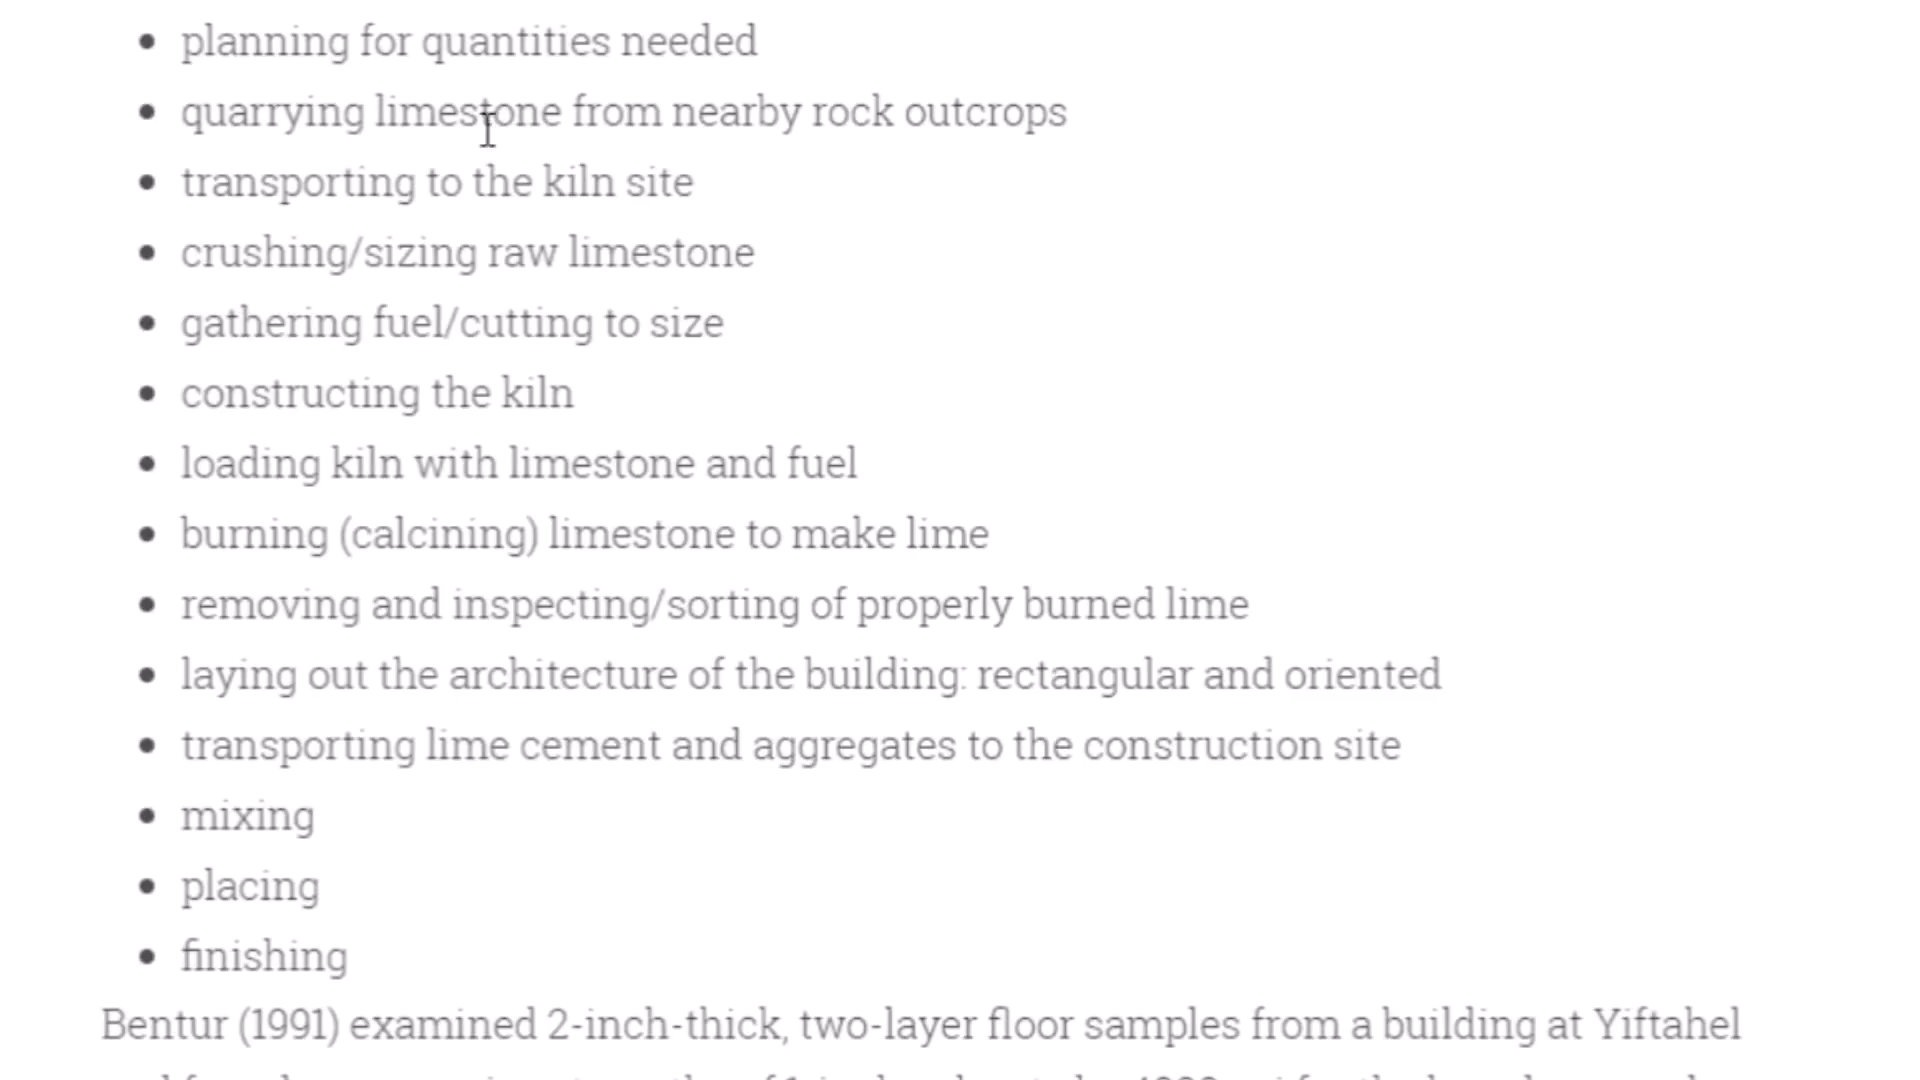 planning for quantities needed
quarrying limestone from nearby rock outcrops
transporting to the kiln site
crushing/sizing raw limestone
gathering fuel/cutting to size
constructing the kiln
loading kiln with limestone and fuel
burning (calcining) limestone to make lime
removing and inspecting/sorting of properly burned lime
laying out the architecture of the building: rectangular and oriented
transporting lime cement and aggregates to the construction site
mixing
placing
finishing
Bentur (1991) examined 2-inch-thick, two-layer floor samples from a building at Yiftahel